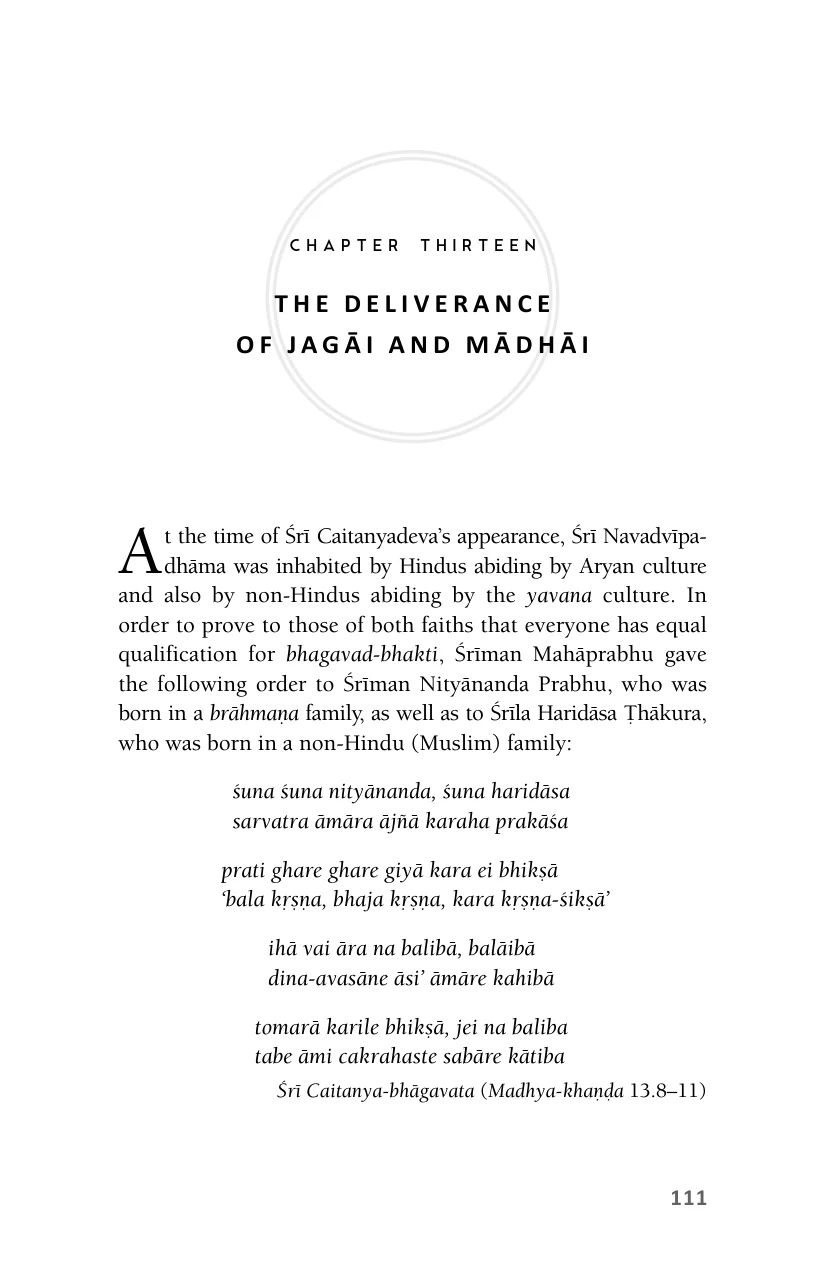 CHAPTER THIRTEEN
THE DELIVERANCE
OF JAGĀI AND MĀDHĀI
At the time of Śrī Caitanyadeva’s appearance, Śrī Navadvīpa-
dhāma was inhabited by Hindus abiding by Aryan culture
and also by non-Hindus abiding by the yavana culture. In
order to prove to those of both faiths that everyone has equal
qualification for bhagavad-bhakti, Śrīman Mahāprabhu gave
the following order to Śrīman Nityānanda Prabhu, who was
born in a brāhmaṇa family, as well as to Śrīla Haridāsa Ṭhākura,
who was born in a non-Hindu (Muslim) family:
śuna śuna nityānanda, śuna haridāsa
sarvatra āmāra ājñā karaha prakāśa
prati ghare ghare giyā kara ei bhikṣā
‘bala kṛṣṇa, bhaja kṛṣṇa, kara kṛṣṇa-śikṣā’
ihā vai āra na balibā, balāibā
dina-avasāne āsi’ āmāre kahibā
tomarā karile bhikṣā, jei na baliba
tabe āmi cakrahaste sabāre kātiba
Śrī Caitanya-bhāgavata (Madhya-khaṇḍa 13.8–11)
111